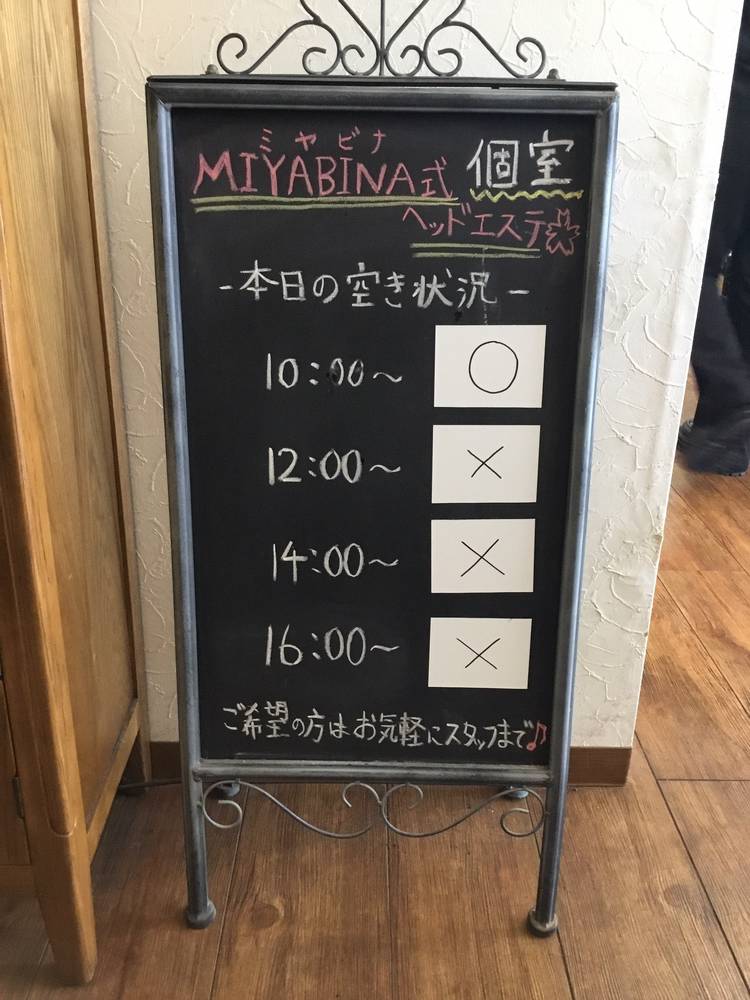 ミヤビナ
MIYABINA式 個室
ヘッドエステ
-本日の空き状況-
10:00～ ○
12:00～ ×
14:00～ ×
16:00～ ×
ご希望の方はお気軽にスタッフまで♪